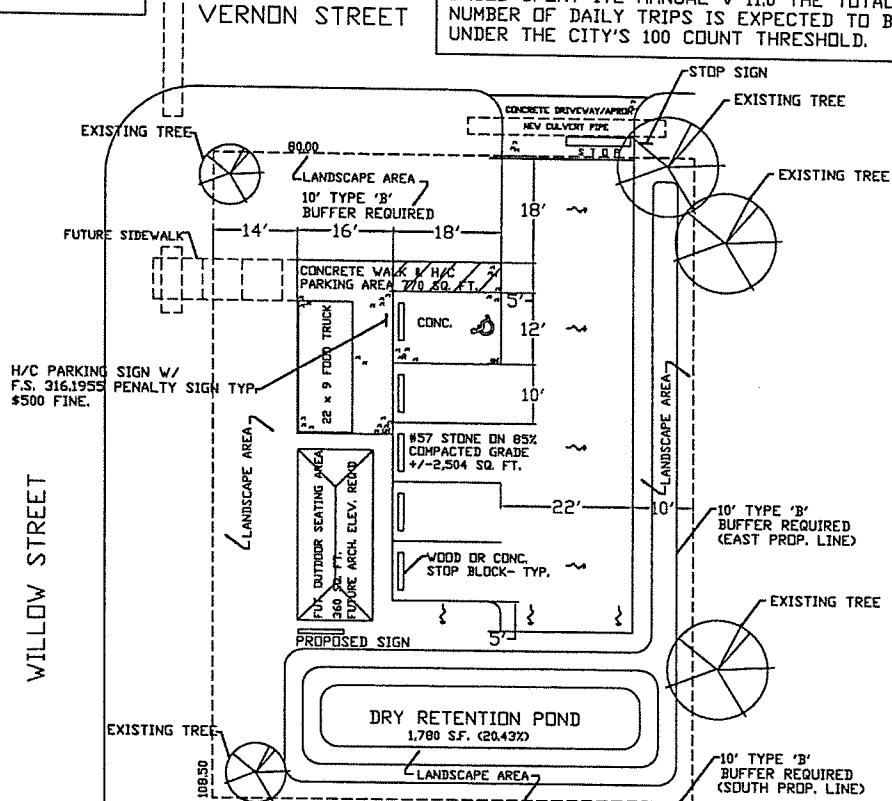 VERNON STREET
NUMBER OF DAILY TRIPS IS EXPECTED TO B
UNDER THE CITY'S 100 COUNT THRESHOLD.
STOP SIGN
CONCRETE DRIVEWAY/APRON
EXISTING TREE
NEW CULVERT PIPE
EXISTING TREE
STOP
80.00
LANDSCAPE AREA
EXISTING TREE
10' TYPE 'B'
BUFFER REQUIRED
18'
FUTURE SIDEWALK
14'
16'
18'
CONCRETE WALK & H/C
PARKING AREA 770 SQ. FT.
5'
CONC.
12'
22 x 9 FOOD TRUCK
H/C PARKING SIGN W/
F.S. 316.1955 PENALTY SIGN TYP.
$500 FINE.
10'
LANDSCAPE AREA
#57 STONE ON 85%
COMPACTED GRADE
+/-2,504 SQ. FT.
LANDSCAPE AREA
WILLOW STREET
FUT. OUTDOOR SEATING AREA
360 SQ. FT.
FUTURE ARCH. ELEV. REQ'D
22'
10'
10' TYPE 'B'
BUFFER REQUIRED
(EAST PROP. LINE)
WOOD OR CONC.
STOP BLOCK- TYP.
EXISTING TREE
5'
PROPOSED SIGN
DRY RETENTION POND
1,780 S.F. (20.43%)
EXISTING TREE
108.50
LANDSCAPE AREA
10' TYPE 'B'
BUFFER REQUIRED
(SOUTH PROP. LINE)